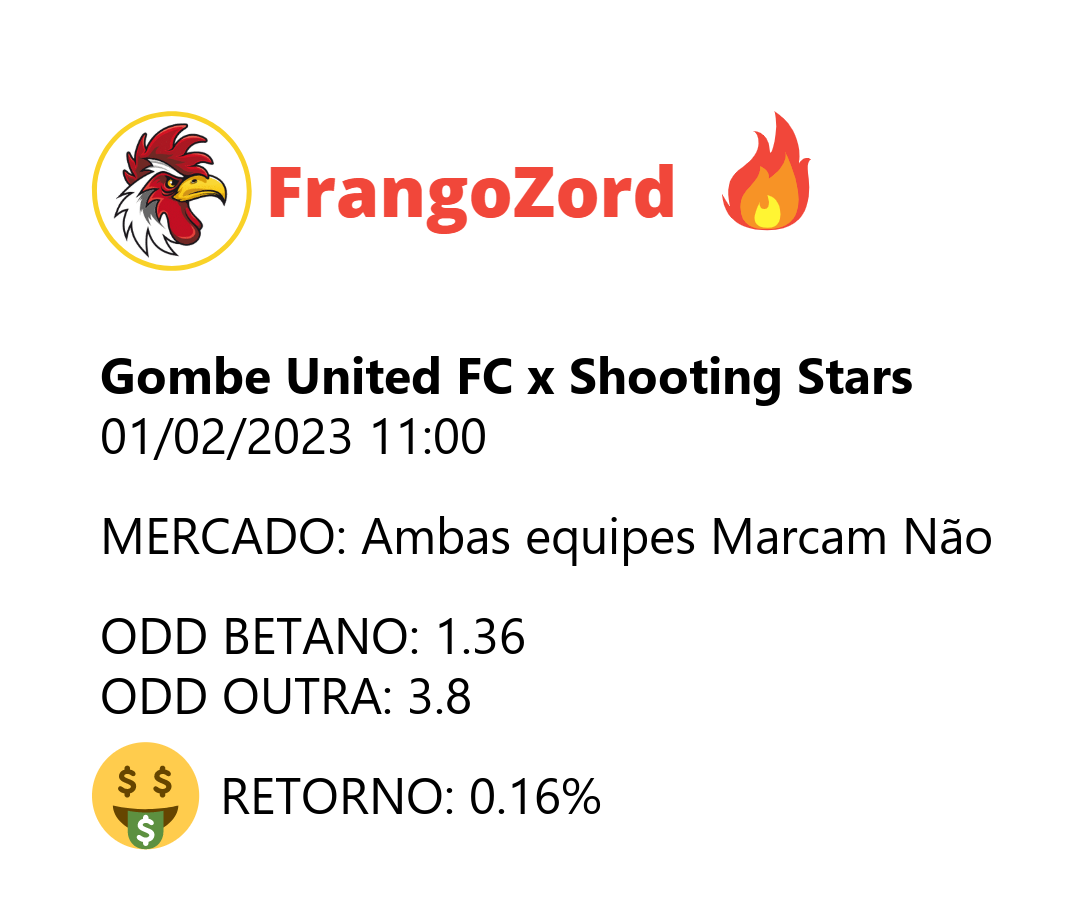 FrangoZord
Gombe United FC x Shooting Stars
01/02/2023 11:00
MERCADO: Ambas equipes Marcam Não
ODD BETANO: 1.36
ODD OUTRA: 3.8
RETORNO: 0.16%